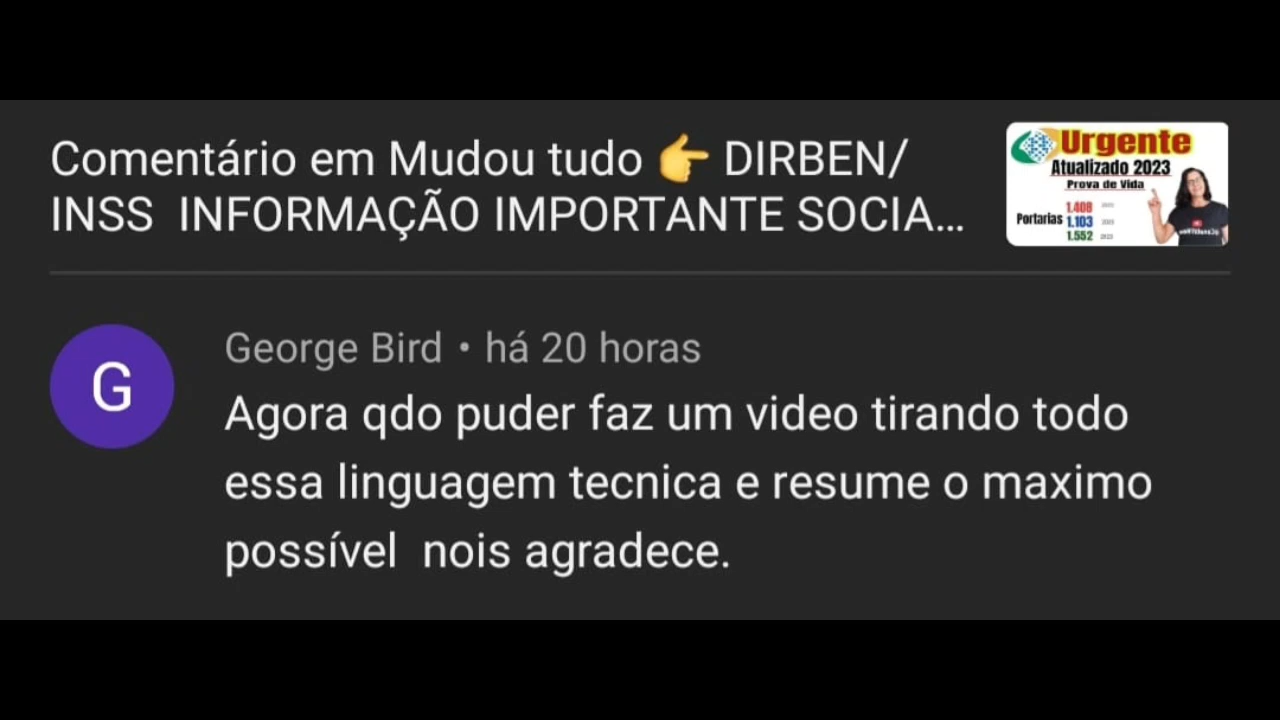 Comentário em Mudou tudo 👉 DIRBEN/
INSS INFORMAÇÃO IMPORTANTE SOCIA...
Urgente
Atualizado 2023
Prova de Vida
Portarias
1.408
1.103
1.552 2023
G
George Bird • há 20 horas
Agora qdo puder faz um video tirando todo
essa linguagem tecnica e resume o maximo
possível nois agradece.